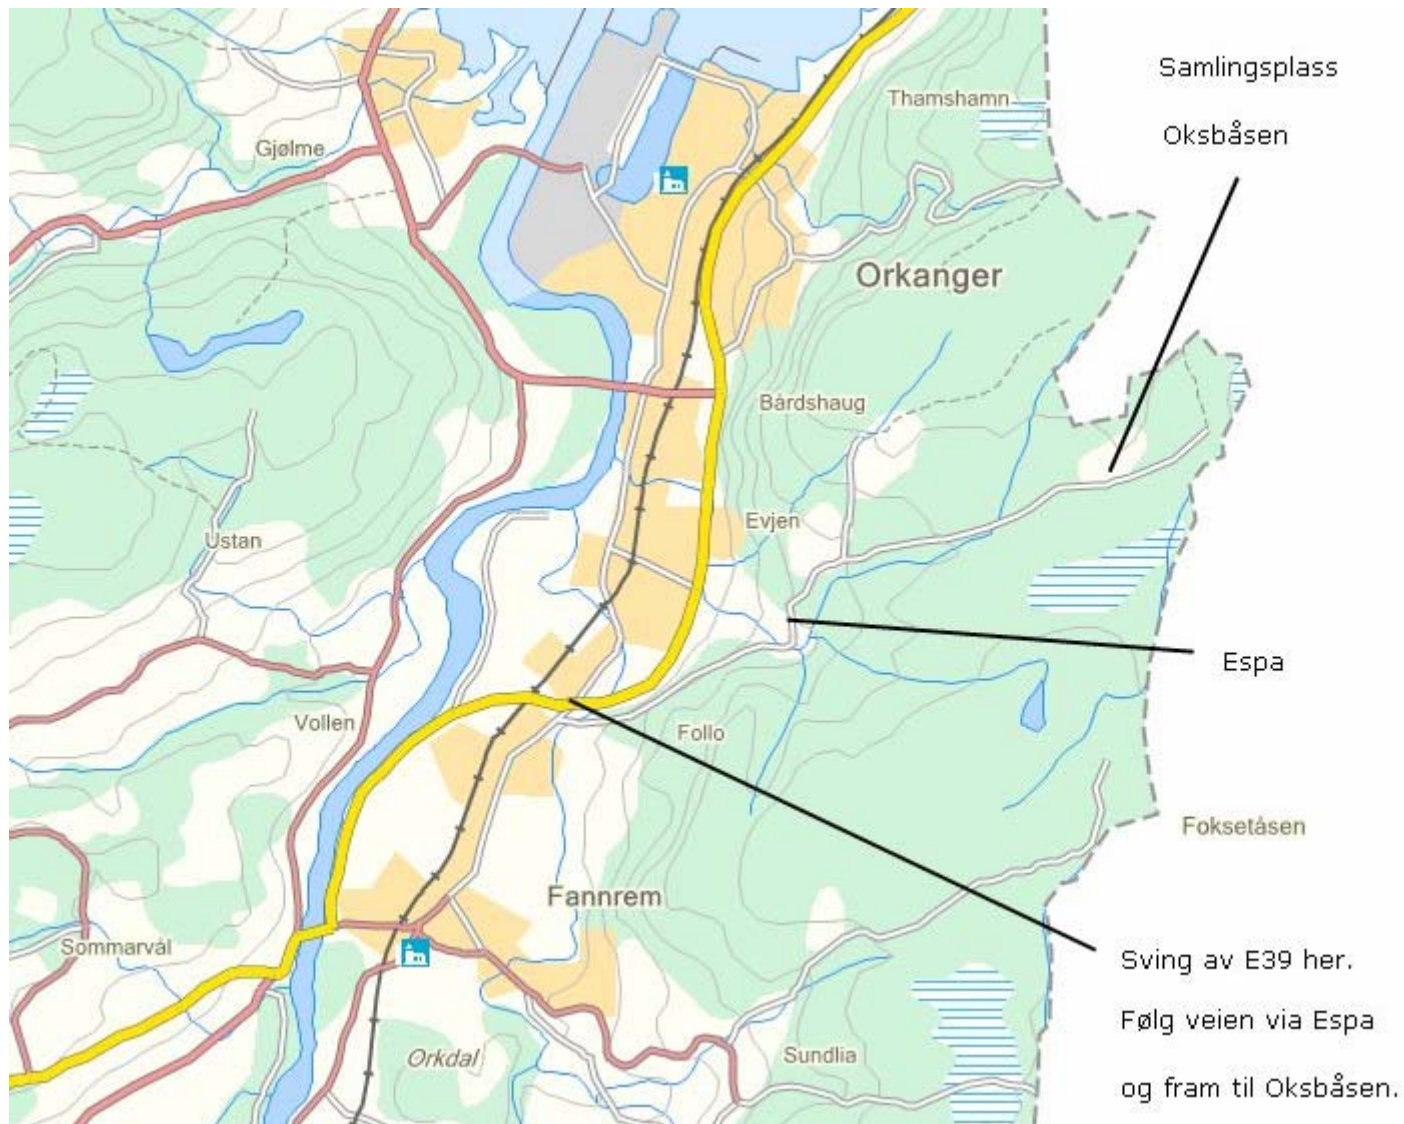 Samlingsplass
Thamshamn
Oksbåsen
Gjølme
Orkanger
Bårdshaug
Evjen
Ustan
Espa
Vollen
Follo
Foksetåsen
Fannrem
Sommarvål
Sving av E39 her.
Følg veien via Espa
Orkdal
Sundlia
og fram til Oksbåsen.